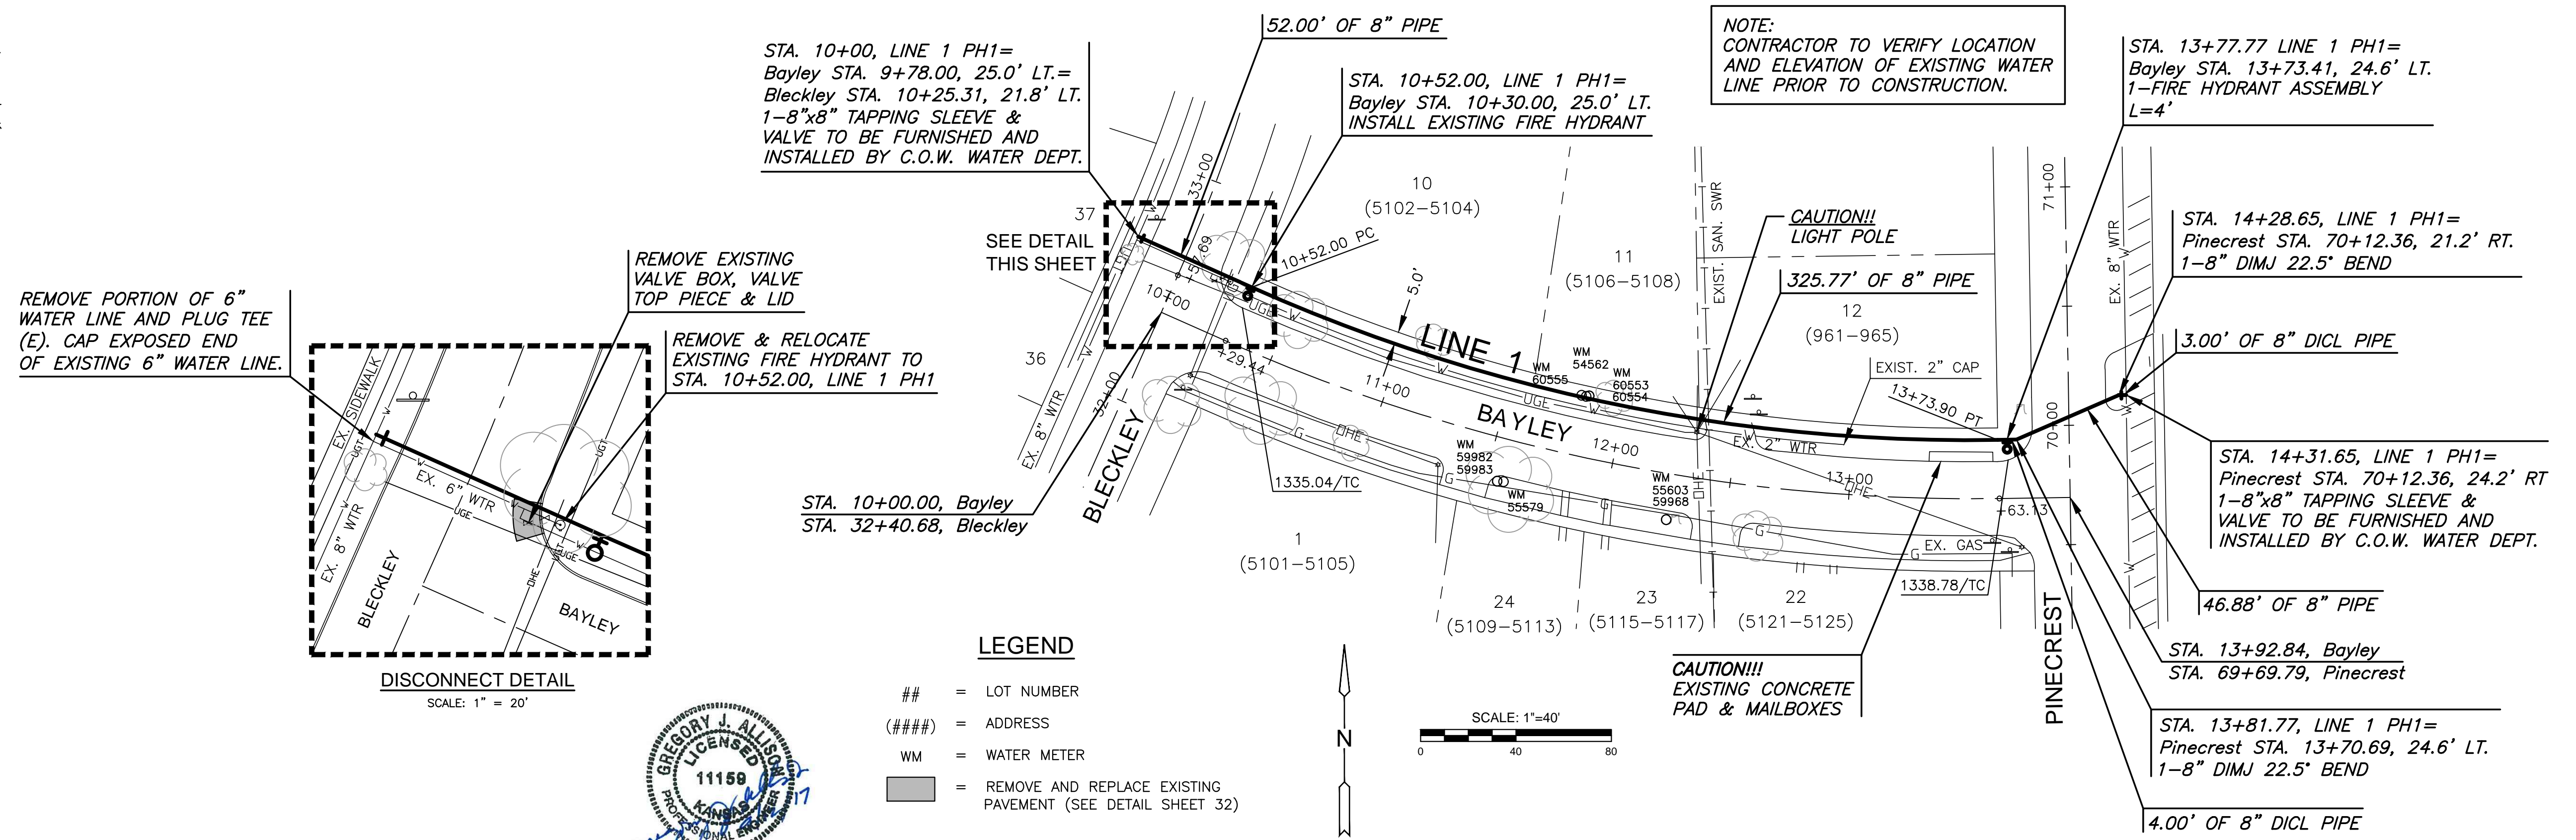 52.00' OF 8" PIPE
STA. 10+00, LINE 1 PH1=
Bayley STA. 9+78.00, 25.0' LT.=
Bleckley STA. 10+25.31, 21.8' LT.
1-8"x8" TAPPING SLEEVE &
VALVE TO BE FURNISHED AND
INSTALLED BY C.O.W. WATER DEPT.
STA. 10+52.00, LINE 1 PH1=
Bayley STA. 10+30.00, 25.0' LT.
INSTALL EXISTING FIRE HYDRANT
NOTE:
CONTRACTOR TO VERIFY LOCATION
AND ELEVATION OF EXISTING WATER
LINE PRIOR TO CONSTRUCTION.
STA. 13+77.77 LINE 1 PH1=
Bayley STA. 13+73.41, 24.6' LT.
1-FIRE HYDRANT ASSEMBLY
L=4'
STA. 14+28.65, LINE 1 PH1=
Pinecrest STA. 70+12.36, 21.2' RT.
1-8" DIMJ 22.5° BEND
3.00' OF 8" DICL PIPE
STA. 14+31.65, LINE 1 PH1=
Pinecrest STA. 70+12.36, 24.2' RT
1-8"x8" TAPPING SLEEVE &
VALVE TO BE FURNISHED AND
INSTALLED BY C.O.W. WATER DEPT.
46.88' OF 8" PIPE
STA. 13+92.84, Bayley
STA. 69+69.79, Pinecrest
STA. 13+81.77, LINE 1 PH1=
Pinecrest STA. 13+70.69, 24.6' LT.
1-8" DIMJ 22.5° BEND
4.00' OF 8" DICL PIPE
CAUTION!!
LIGHT POLE
325.77' OF 8" PIPE
CAUTION!!!
EXISTING CONCRETE
PAD & MAILBOXES
SEE DETAIL
THIS SHEET
37
36
33+00
32+00
+57.69
10+00
10+52.00 PC
+29.44
UGT
UGE
W
W
EX. 8" WTR
BLECKLEY
STA. 10+00.00, Bayley
STA. 32+40.68, Bleckley
1335.04/TC
10
(5102-5104)
11
(5106-5108)
12
(961-965)
EXIST. SAN. SWR
5.0'
LINE 1
11+00
WM
60555
WM
54562
WM
60553
60554
UGE
W
W
BAYLEY
12+00
EXIST. 2" CAP
EX. 2" WTR
13+73.90 PT
13+00
OHE
OHE
OHE
G
G
G
G
G
EX. GAS
WM
59982
59983
WM
55579
WM
55603
59968
+63.13
1338.78/TC
PINECREST
71+00
70+00
EX. 8" WTR
W
W
W
1
(5101-5105)
24
(5109-5113)
23
(5115-5117)
22
(5121-5125)
REMOVE PORTION OF 6"
WATER LINE AND PLUG TEE
(E). CAP EXPOSED END
OF EXISTING 6" WATER LINE.
REMOVE EXISTING
VALVE BOX, VALVE
TOP PIECE & LID
REMOVE & RELOCATE
EXISTING FIRE HYDRANT TO
STA. 10+52.00, LINE 1 PH1
EX. SIDEWALK
UGT
W
W
EX. 6" WTR
UGE
EX. 8" WTR
UGT
UGE
OHE
BLECKLEY
BAYLEY
DISCONNECT DETAIL
SCALE: 1" = 20'
LEGEND
## = LOT NUMBER
(####) = ADDRESS
WM = WATER METER
= REMOVE AND REPLACE EXISTING
PAVEMENT (SEE DETAIL SHEET 32)
GREGORY J. ALLISON
LICENSED
11159
KANSAS
PROFESSIONAL ENGINEER
N
SCALE: 1"=40'
0 40 80